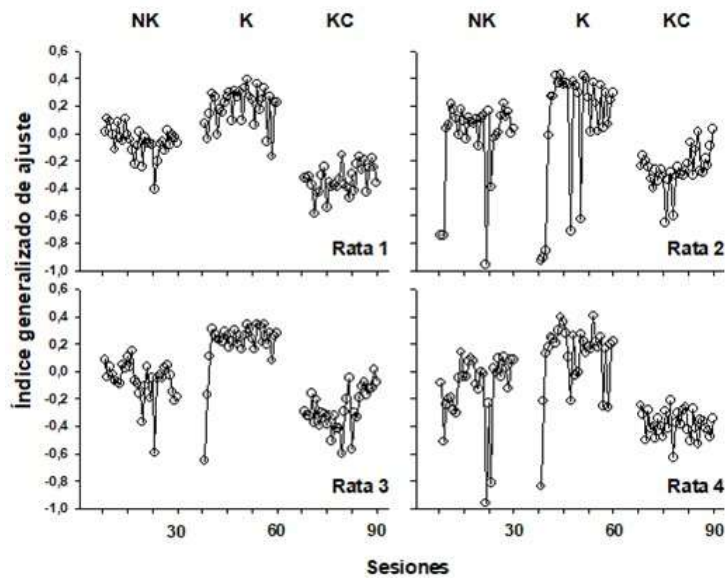 NK K KC NK K KC
0,6
0,4
0,2
0,0
-0,2
-0,4
-0,6
-0,8
-1,0
Rata 1
Rata 2
0,6
0,4
0,2
0,0
-0,2
-0,4
-0,6
-0,8
-1,0
Rata 3
Rata 4
30 60 90 30 60 90
Índice generalizado de ajuste
Sesiones